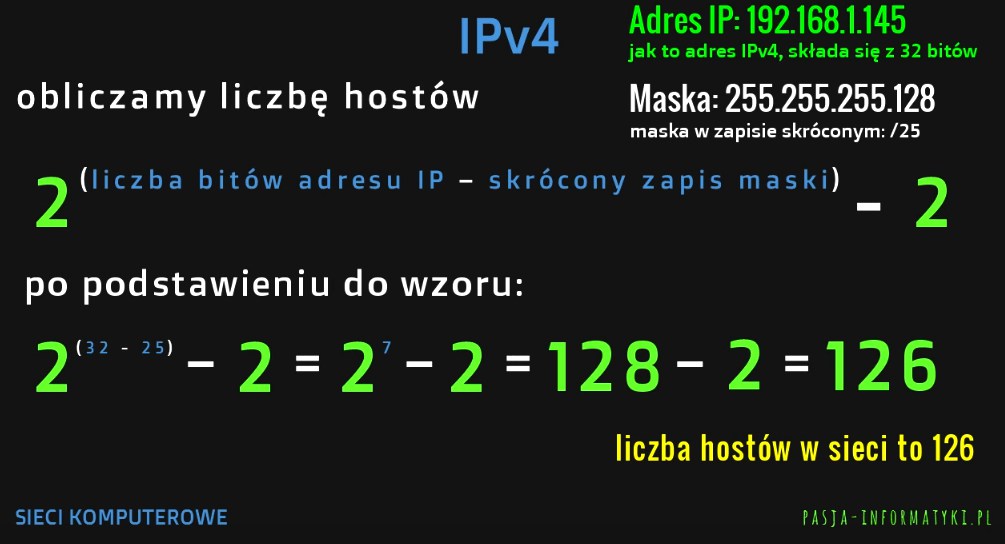 IPv4
Adres IP: 192.168.1.145
jak to adres IPv4, składa się z 32 bitów
obliczamy liczbę hostów
Maska: 255.255.255.128
maska w zapisie skróconym: /25
2(liczba bitów adresu IP – skrócony zapis maski) - 2
po podstawieniu do wzoru:
2(32 - 25) – 2 = 2⁷ – 2 = 128 – 2 = 126
liczba hostów w sieci to 126
SIECI KOMPUTEROWE
PASJA-INFORMATYKI.PL